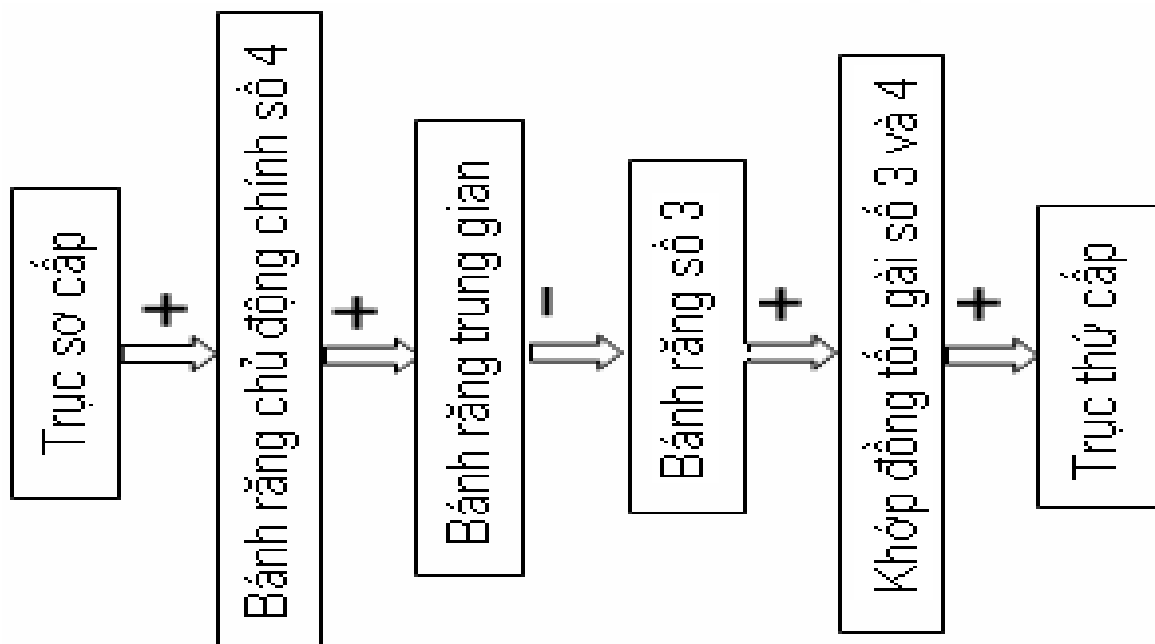 Trục sơ cấp
+
Bánh răng chủ động chính số 4
+
Bánh răng trung gian
-
Bánh răng số 3
+
Khớp đồng tốc gài số 3 và 4
+
Trục thứ cấp